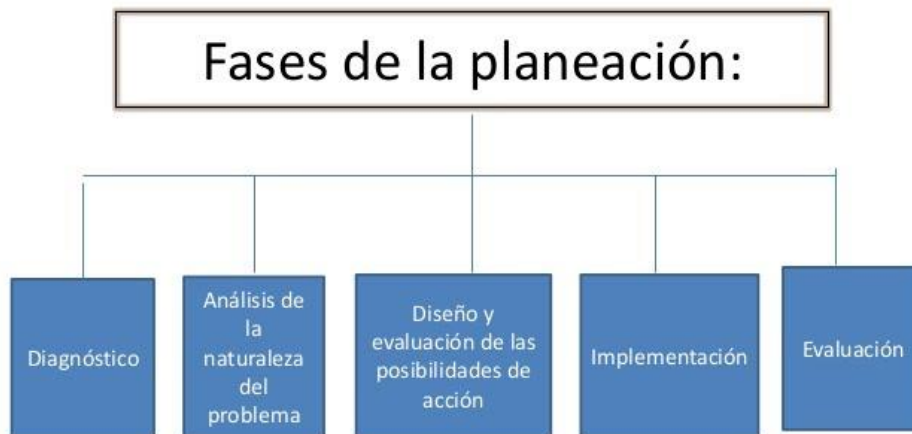 Fases de la planeación:
Diagnóstico
Análisis de
la
naturaleza
del
problema
Diseño y
evaluación de las
posibilidades de
acción
Implementación
Evaluación